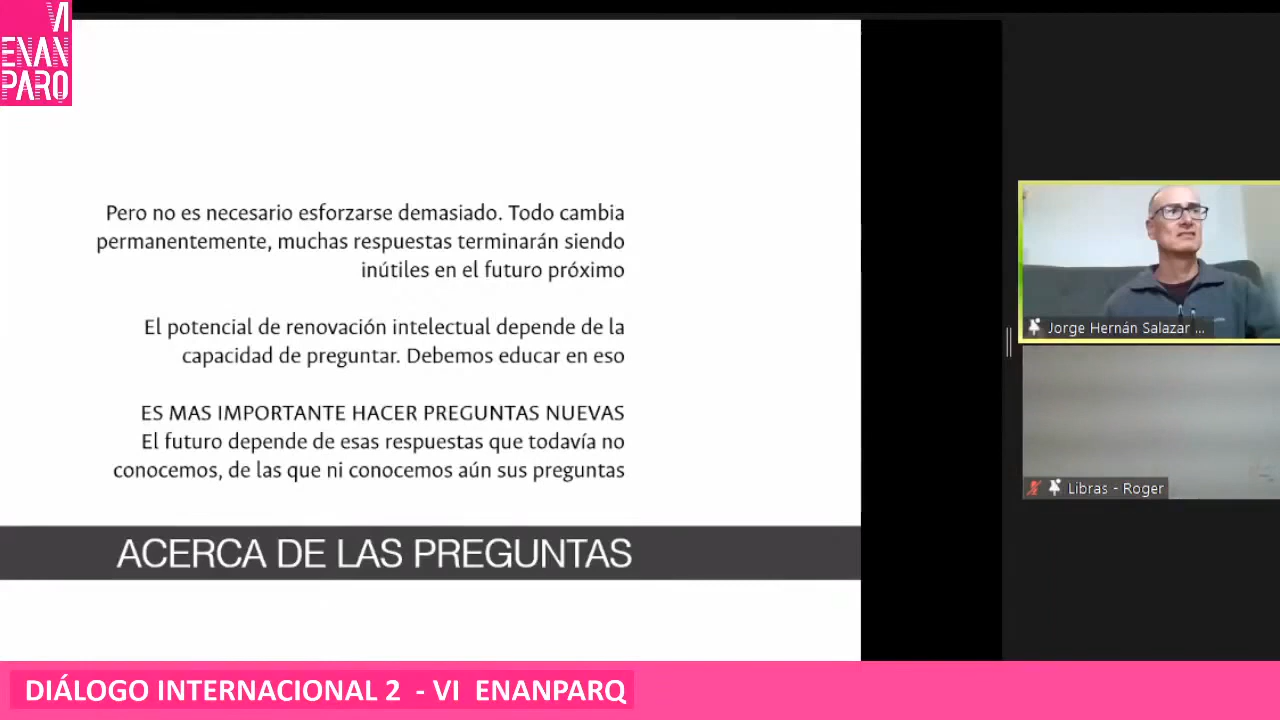 VI
ENAN
PARQ
Pero no es necesario esforzarse demasiado. Todo cambia
permanentemente, muchas respuestas terminarán siendo
inútiles en el futuro próximo
El potencial de renovación intelectual depende de la
capacidad de preguntar. Debemos educar en eso
ES MAS IMPORTANTE HACER PREGUNTAS NUEVAS
El futuro depende de esas respuestas que todavía no
conocemos, de las que ni conocemos aún sus preguntas
ACERCA DE LAS PREGUNTAS
Jorge Hernán Salazar ...
Libras - Roger
DIÁLOGO INTERNACIONAL 2 - VI ENANPARQ